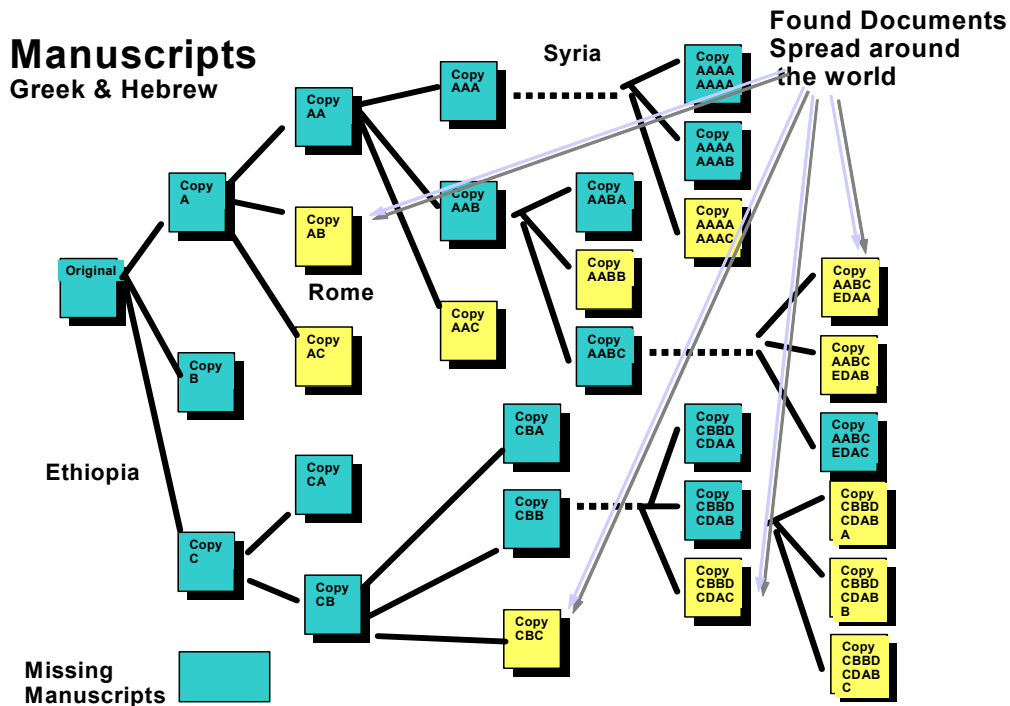 Manuscripts
Greek & Hebrew
Syria
Found Documents
Spread around
the world
Copy
AAA
Copy
AAAA
AAAA
Copy
AA
Copy
AAAA
AAAB
Copy
A
Copy
AAB
Copy
AABA
Copy
AB
Copy
AAAA
AAAC
Original
Copy
AABB
Copy
AABC
EDAA
Rome
Copy
AAC
Copy
AC
Copy
AABC
Copy
AABC
EDAB
Copy
B
Copy
CBA
Copy
CBBD
CDAA
Copy
AABC
EDAC
Ethiopia
Copy
CA
Copy
CBB
Copy
CBBD
CDAB
Copy
CBBD
CDAB
A
Copy
C
Copy
CB
Copy
CBBD
CDAC
Copy
CBBD
CDAB
B
Copy
CBC
Copy
CBBD
CDAB
C
Missing
Manuscripts